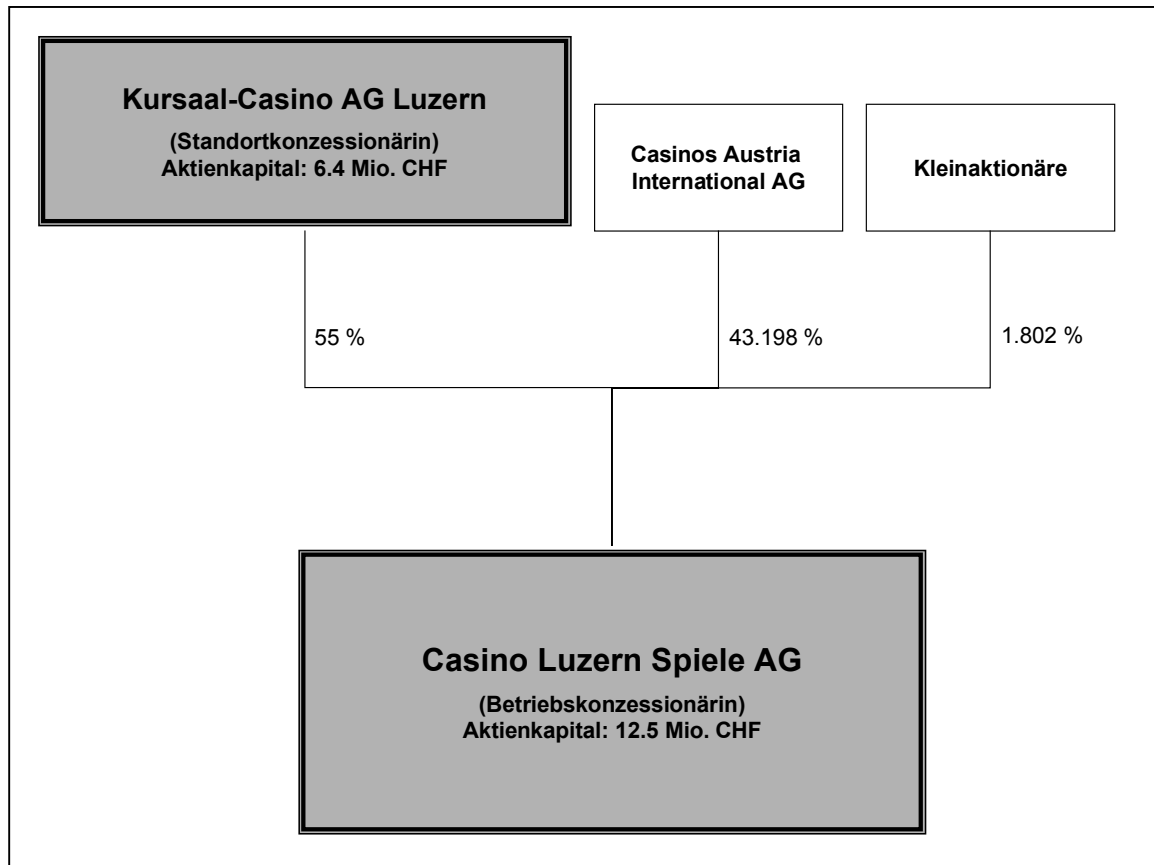 Kursaal-Casino AG Luzern
(Standortkonzessionärin)
Aktienkapital: 6.4 Mio. CHF
Casinos Austria
International AG
Kleinaktionäre
55 %
43.198 %
1.802 %
Casino Luzern Spiele AG
(Betriebskonzessionärin)
Aktienkapital: 12.5 Mio. CHF